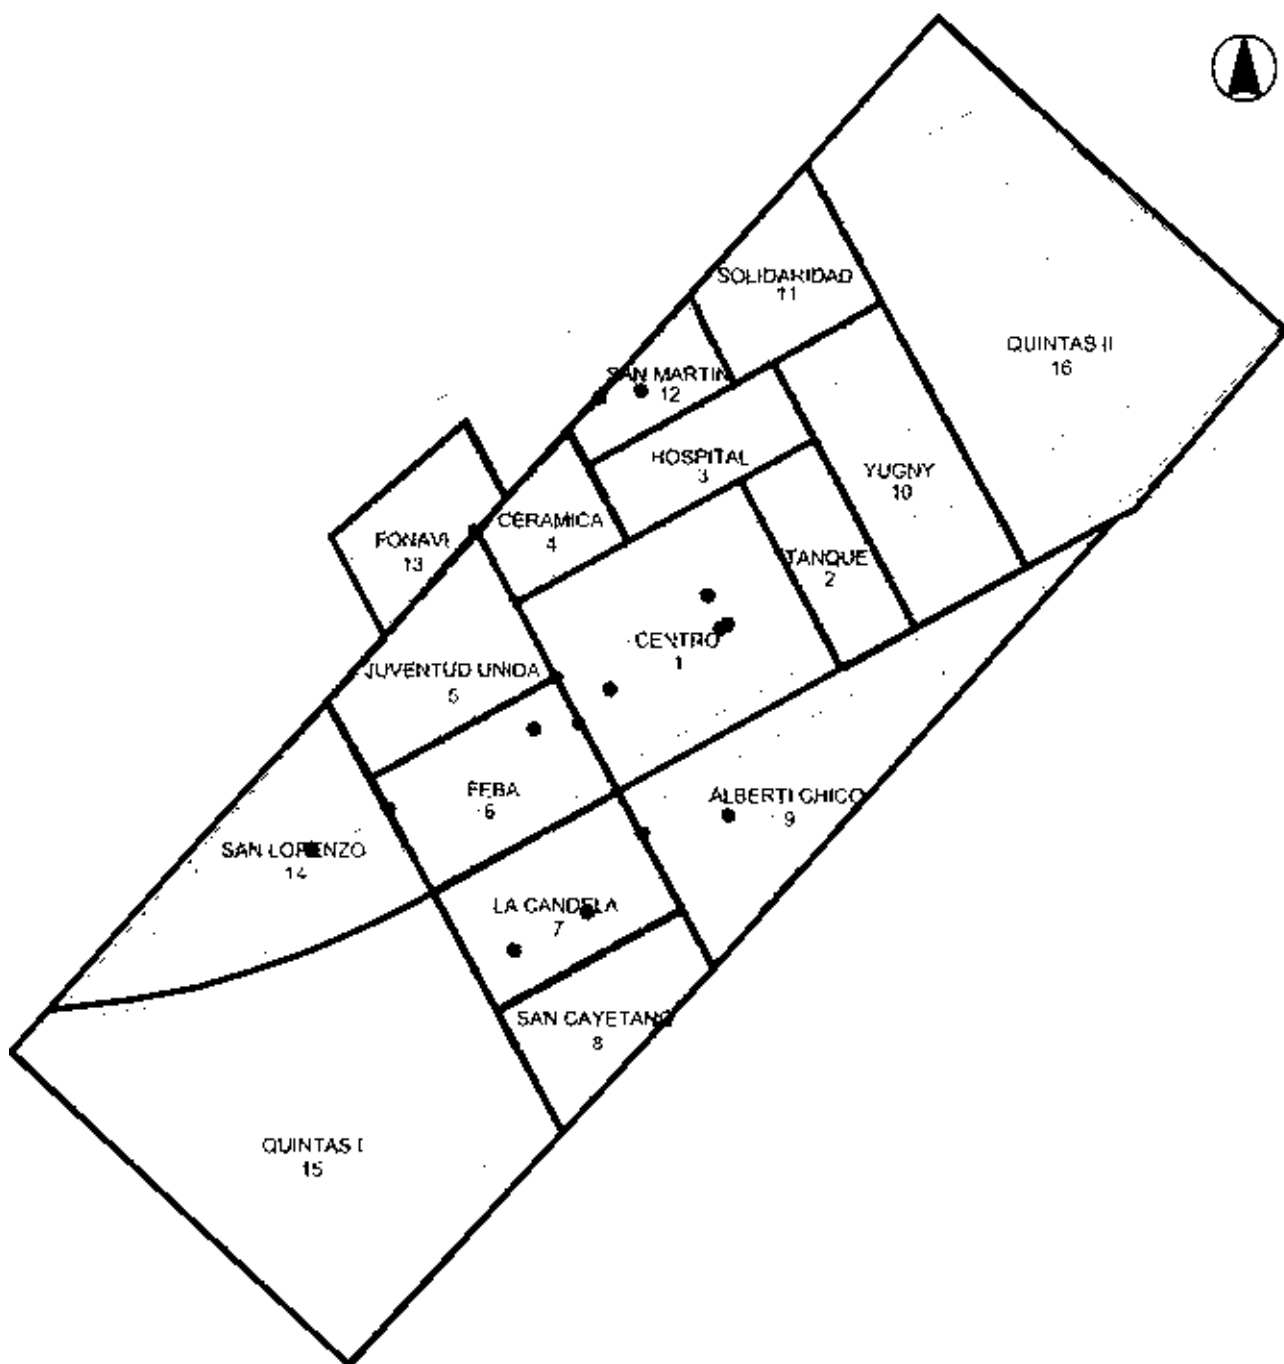 SOLIDARIDAD
11
QUINTAS II
16
SAN MARTIN
12
HOSPITAL
3
YUGNY
10
CERAMICA
4
FONAVI
13
TANQUE
2
CENTRO
1
JUVENTUD UNIDA
5
FEBA
6
ALBERTI CHICO
9
SAN LORENZO
14
LA CANDELA
7
SAN CAYETANO
8
QUINTAS I
15